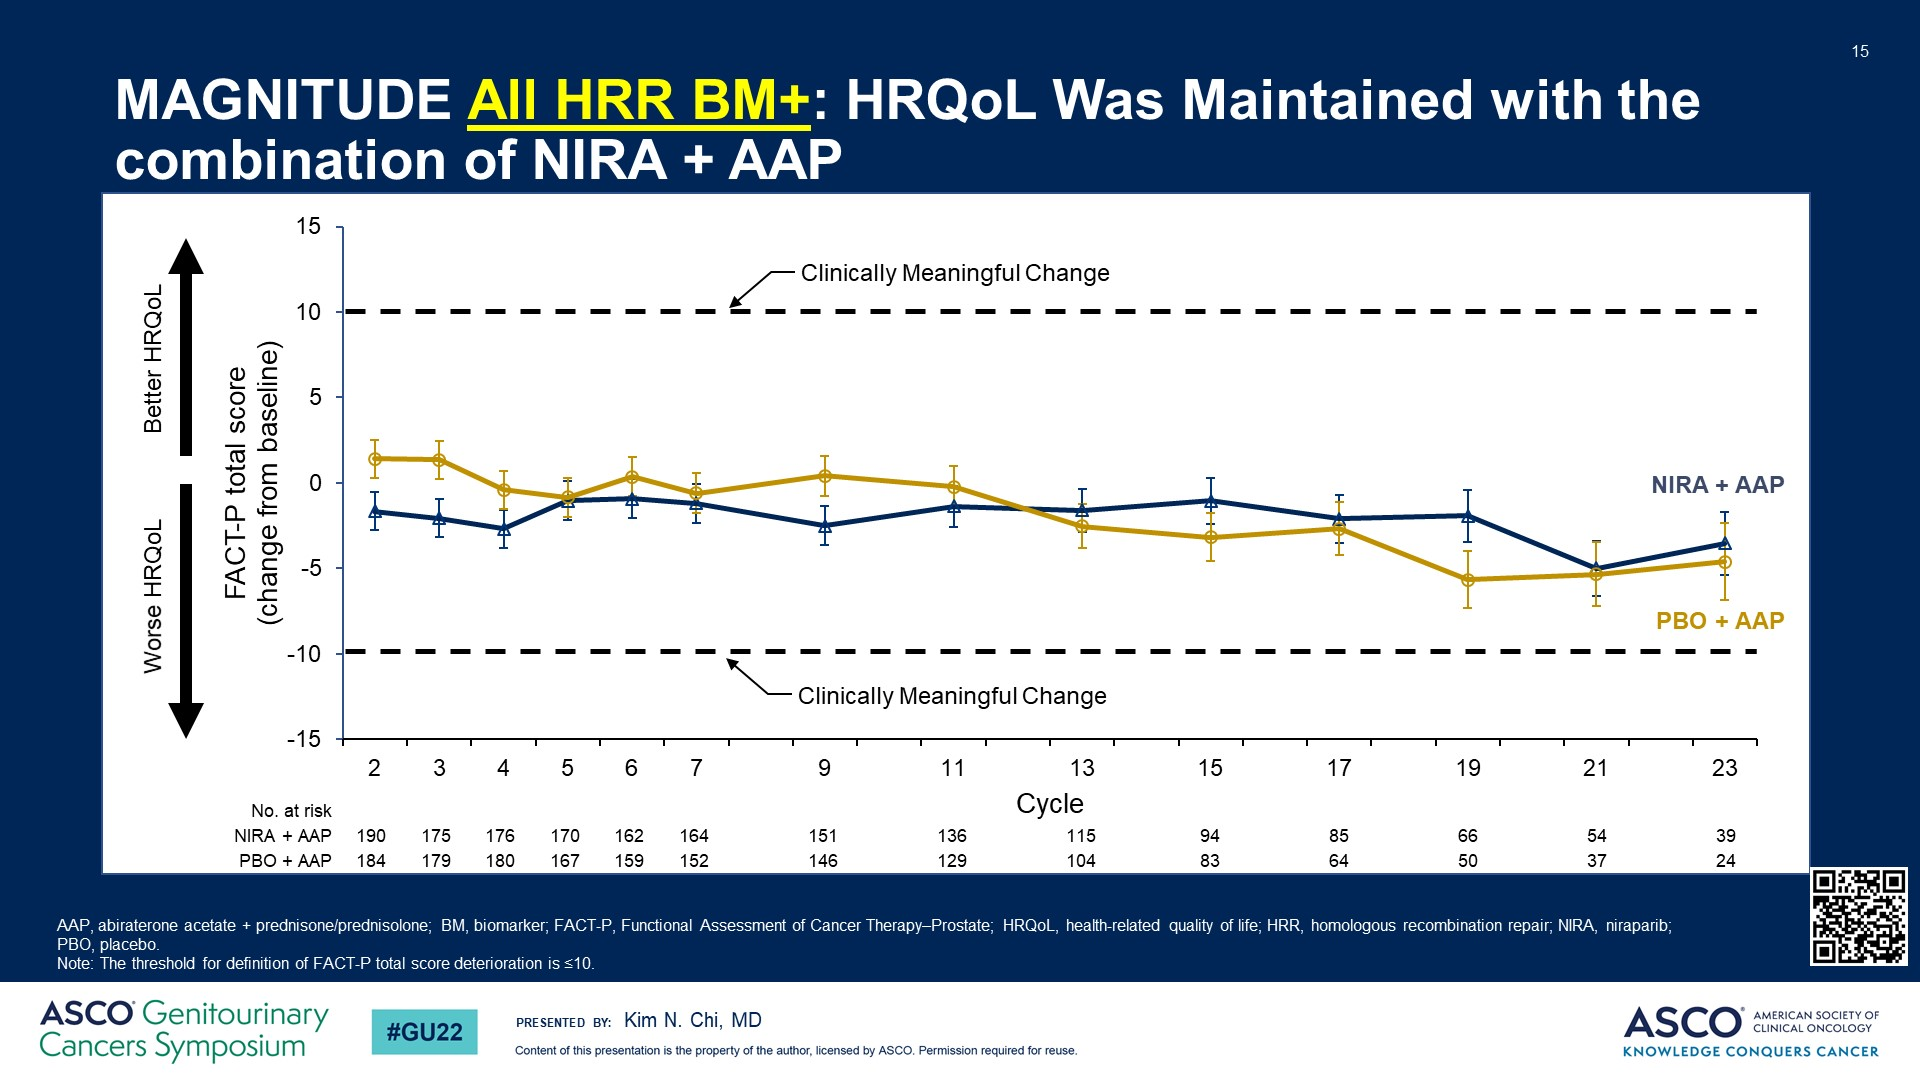 15
MAGNITUDE All HRR BM+: HRQoL Was Maintained with the
combination of NIRA + AAP
Better HRQoL
Worse HRQoL
FACT-P total score
(change from baseline)
15
10
5
0
-5
-10
-15
Clinically Meaningful Change
NIRA + AAP
PBO + AAP
Clinically Meaningful Change
2 3 4 5 6 7 9 11 13 15 17 19 21 23
Cycle
No. at risk
NIRA + AAP 190 175 176 170 162 164 151 136 115 94 85 66 54 39
PBO + AAP 184 179 180 167 159 152 146 129 104 83 64 50 37 24
AAP, abiraterone acetate + prednisone/prednisolone; BM, biomarker; FACT-P, Functional Assessment of Cancer Therapy–Prostate; HRQoL, health-related quality of life; HRR, homologous recombination repair; NIRA, niraparib;
PBO, placebo.
Note: The threshold for definition of FACT-P total score deterioration is ≤10.
ASCO® Genitourinary
Cancers Symposium
#GU22
PRESENTED BY: Kim N. Chi, MD
Content of this presentation is the property of the author, licensed by ASCO. Permission required for reuse.
ASCO® AMERICAN SOCIETY OF
CLINICAL ONCOLOGY
KNOWLEDGE CONQUERS CANCER